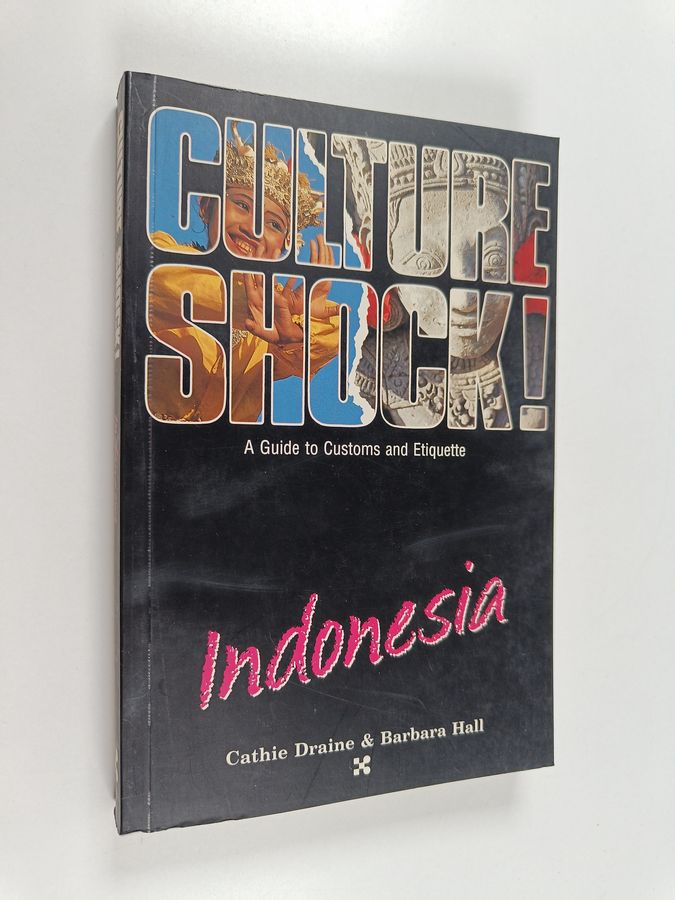 CULTURE
SHOCK!
A Guide to Customs and Etiquette
Indonesia
Cathie Draine & Barbara Hall